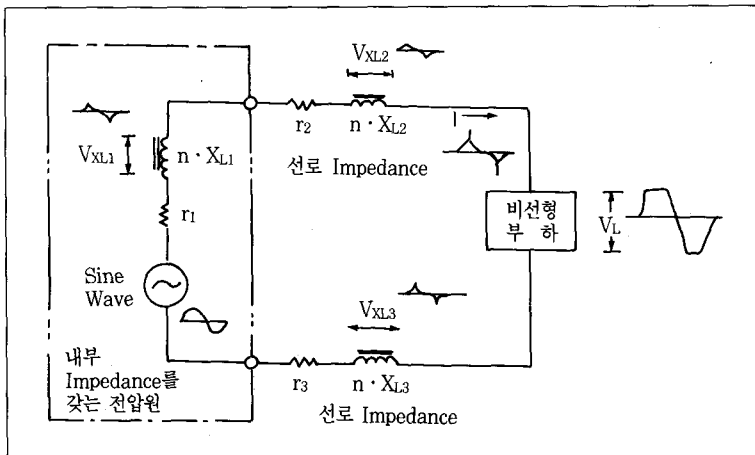 V_XL2
r₂
n · X_L2
I
선로 Impedance
V_XL1
n · X_L1
r₁
비선형
부 하
V_L
Sine
Wave
V_XL3
내부
Impedance를
갖는 전압원
r₃
n · X_L3
선로 Impedance